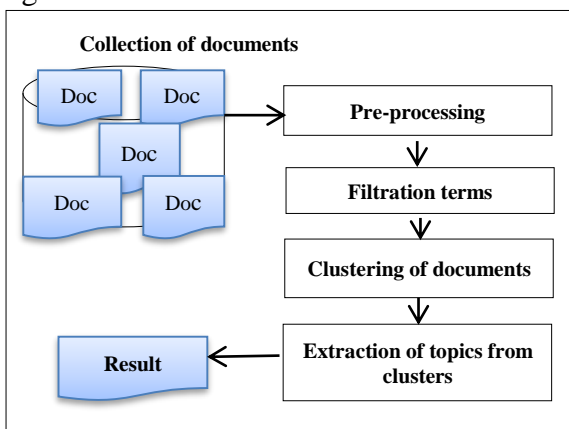 Collection of documents
Doc
Doc
Doc
Doc
Doc
Pre-processing
Filtration terms
Clustering of documents
Extraction of topics from
clusters
Result